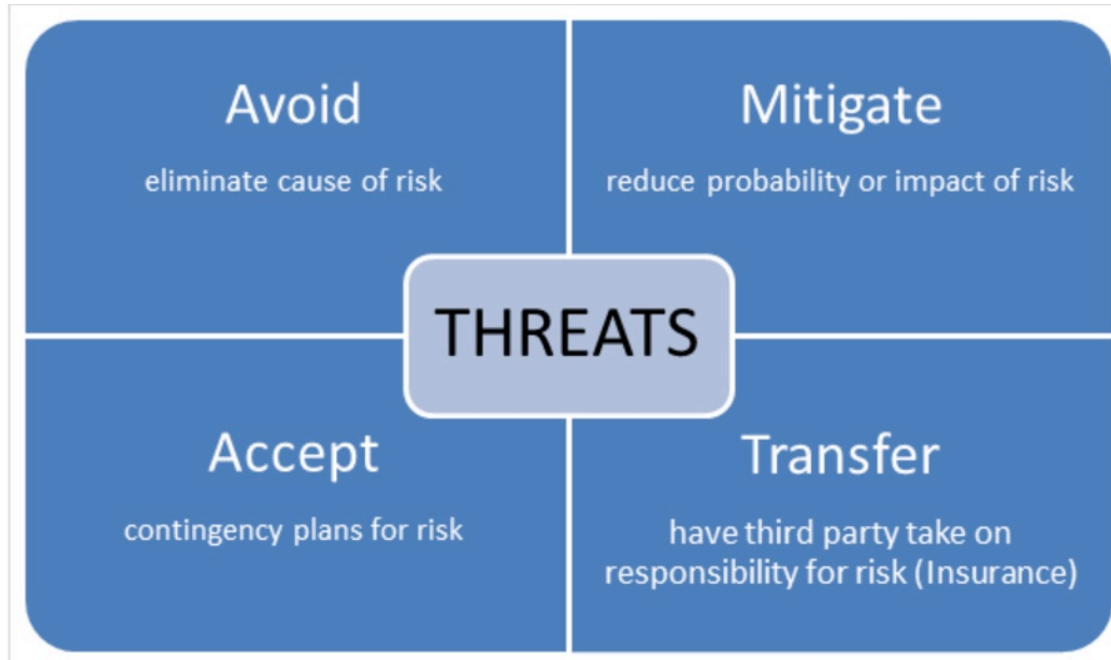 Avoid
eliminate cause of risk
Mitigate
reduce probability or impact of risk
THREATS
Accept
contingency plans for risk
Transfer
have third party take on
responsibility for risk (Insurance)